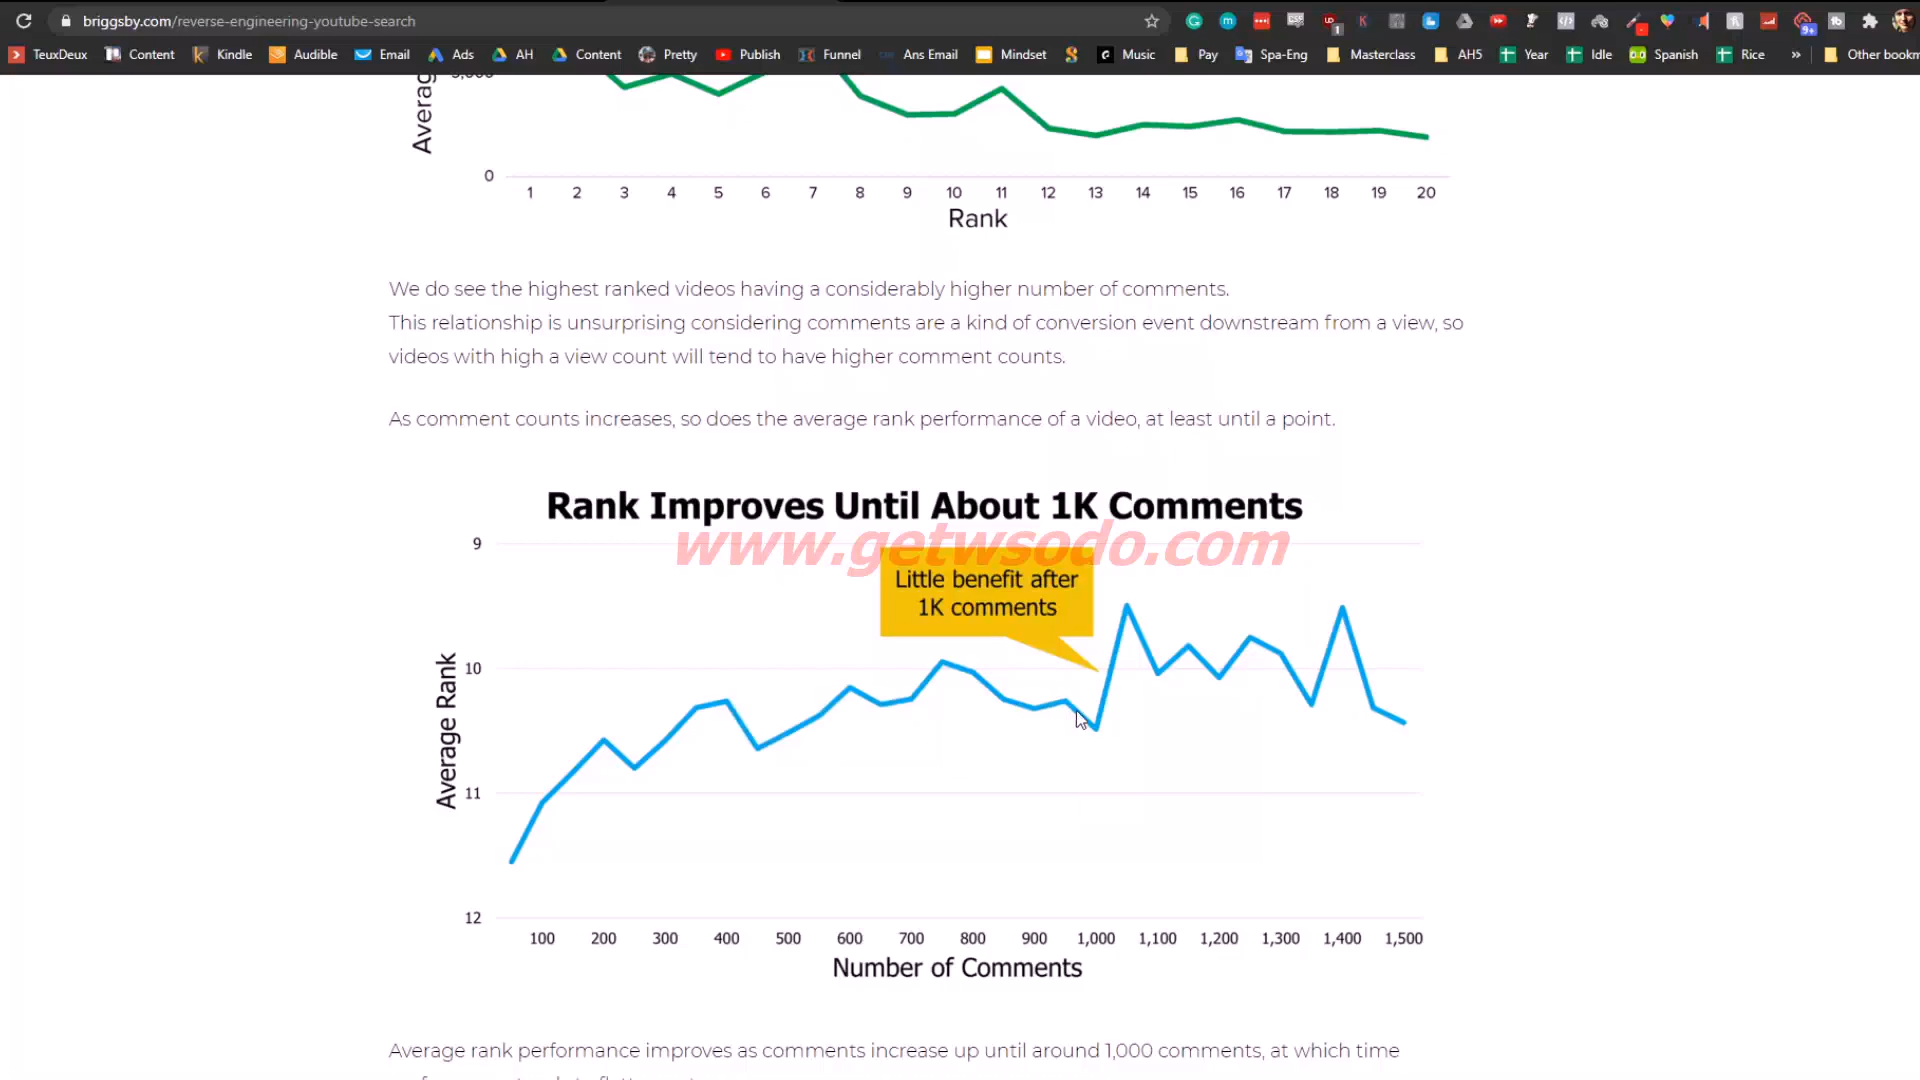 briggsby.com/reverse-engineering-youtube-search
TeuxDeux Content Kindle Audible Email Ads AH Content Pretty Publish Funnel Ans Email Mindset Music Pay Spa-Eng Masterclass AH5 Year Idle Spanish Rice » Other bookm
Averag
0
1 2 3 4 5 6 7 8 9 10 11 12 13 14 15 16 17 18 19 20
Rank
We do see the highest ranked videos having a considerably higher number of comments.
This relationship is unsurprising considering comments are a kind of conversion event downstream from a view, so
videos with high a view count will tend to have higher comment counts.
As comment counts increases, so does the average rank performance of a video, at least until a point.
Rank Improves Until About 1K Comments
www.getwsodo.com
Little benefit after
1K comments
Average Rank
9
10
11
12
100 200 300 400 500 600 700 800 900 1,000 1,100 1,200 1,300 1,400 1,500
Number of Comments
Average rank performance improves as comments increase up until around 1,000 comments, at which time